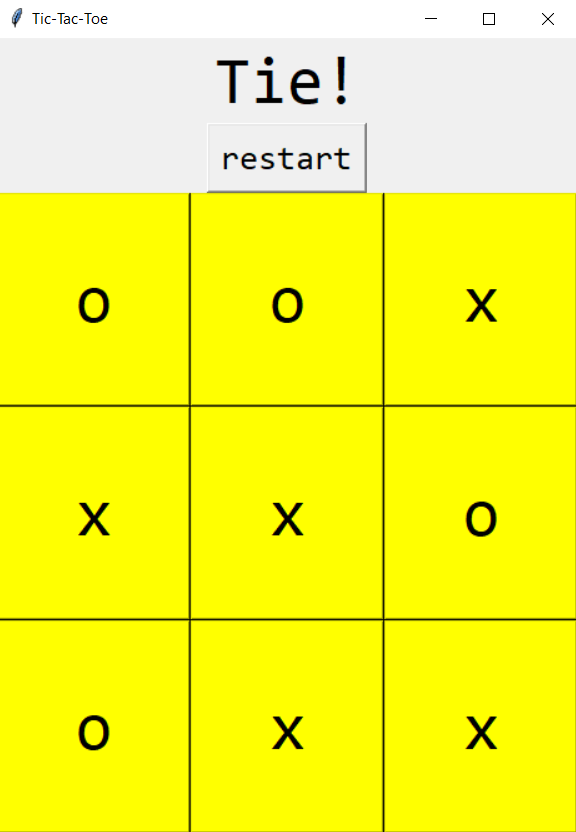 Tic-Tac-Toe
Tie!
restart
o o x
x x o
o x x